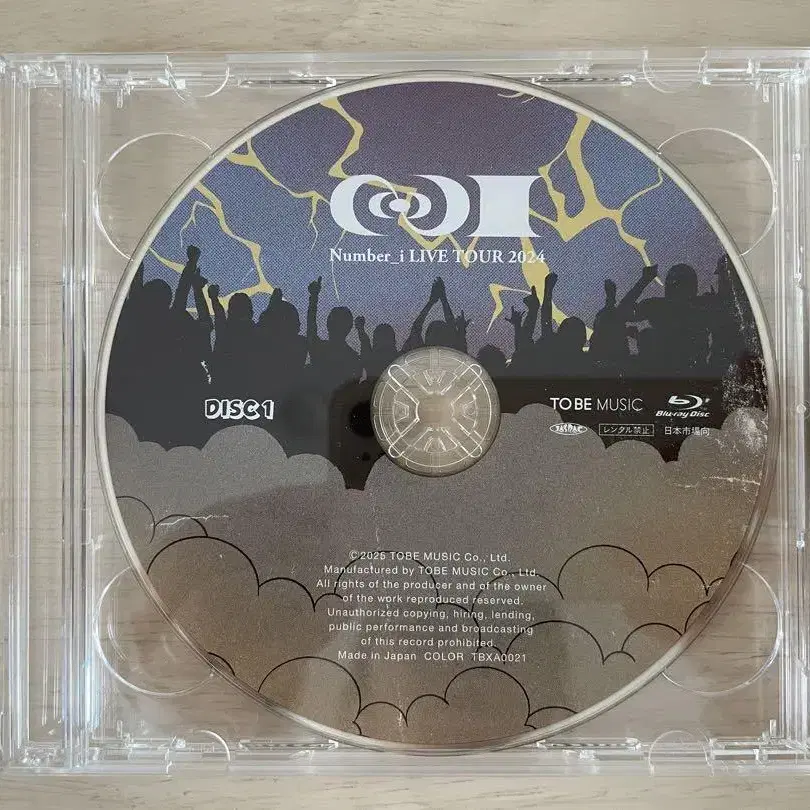 Number_i LIVE TOUR 2024
DISC 1
TOBE MUSIC
Blu-ray Disc
JASRAC
レンタル禁止
日本市場向
©2025 TOBE MUSIC Co., Ltd.
Manufactured by TOBE MUSIC Co., Ltd
All rights of the producer and of the owner
of the work reproduced reserved.
Unauthorized copying, hiring, lending,
public performance and broadcasting
of this record prohibited.
Made in Japan COLOR TBXA0021